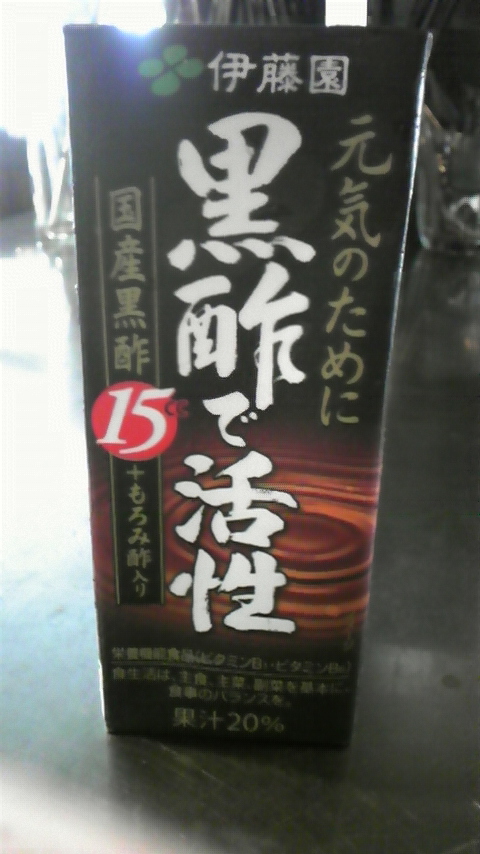 伊藤園
元気のために
黒酢で活性
国産黒酢
15cc
+もろみ酢入り
栄養機能食品(ビタミンB₁・ビタミンB₆)
食生活は、主食、主菜、副菜を基本に、
食事のバランスを。
果汁20%